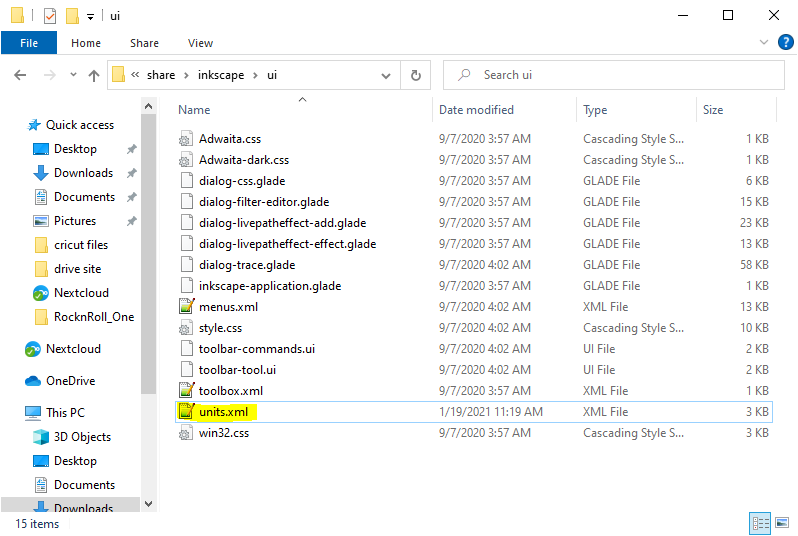 ui
File Home Share View
« share › inkscape › ui Search ui
Name Date modified Type Size
Quick access
Desktop
Downloads
Documents
Pictures
cricut files
drive site
Nextcloud
RocknRoll_One
Nextcloud
OneDrive
This PC
3D Objects
Desktop
Documents
Downloads
Adwaita.css 9/7/2020 3:57 AM Cascading Style S... 1 KB
Adwaita-dark.css 9/7/2020 3:57 AM Cascading Style S... 1 KB
dialog-css.glade 9/7/2020 3:57 AM GLADE File 6 KB
dialog-filter-editor.glade 9/7/2020 3:57 AM GLADE File 15 KB
dialog-livepatheffect-add.glade 9/7/2020 3:57 AM GLADE File 23 KB
dialog-livepatheffect-effect.glade 9/7/2020 3:57 AM GLADE File 13 KB
dialog-trace.glade 9/7/2020 4:02 AM GLADE File 58 KB
inkscape-application.glade 9/7/2020 3:57 AM GLADE File 1 KB
menus.xml 9/7/2020 4:02 AM XML File 13 KB
style.css 9/7/2020 4:02 AM Cascading Style S... 10 KB
toolbar-commands.ui 9/7/2020 4:02 AM UI File 2 KB
toolbar-tool.ui 9/7/2020 4:02 AM UI File 2 KB
toolbox.xml 9/7/2020 3:57 AM XML File 1 KB
units.xml 1/19/2021 11:19 AM XML File 3 KB
win32.css 9/7/2020 3:57 AM Cascading Style S... 3 KB
15 items